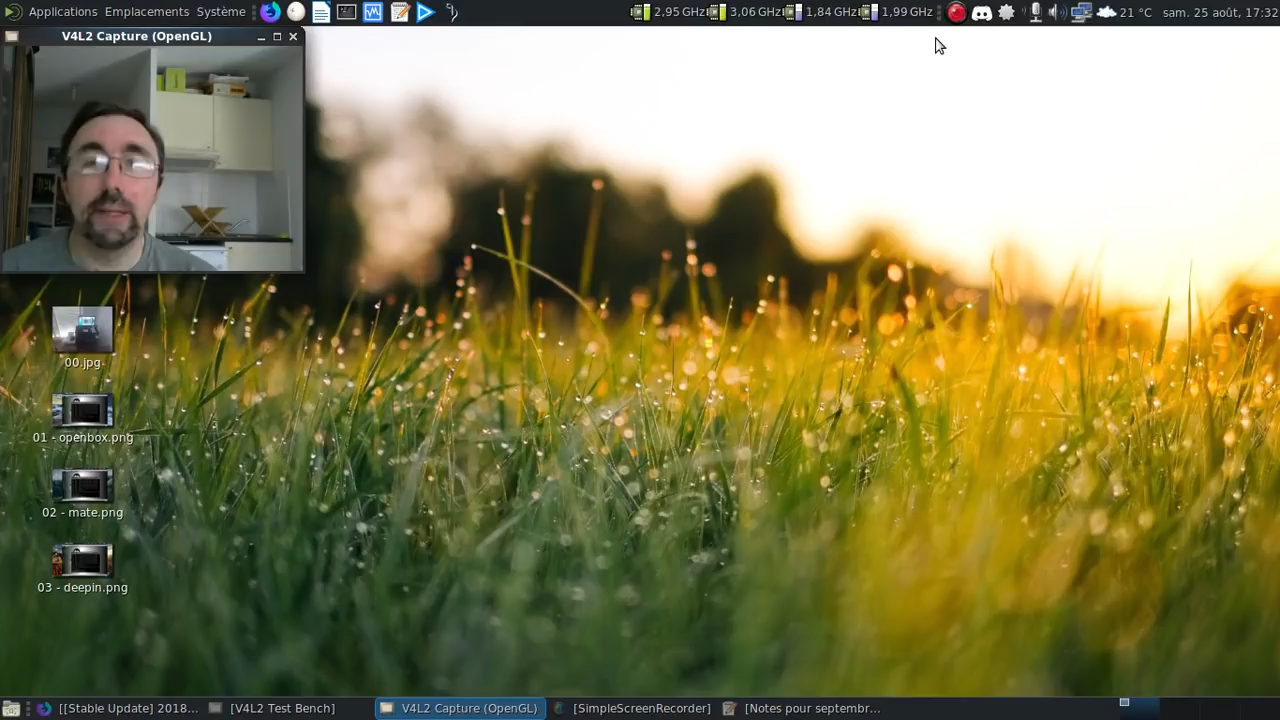 Applications Emplacements Système 2,95 GHz 3,06GHz 1,84 GHz 1,99 GHz 21 °C sam. 25 août, 17:32
V4L2 Capture (OpenGL)
00.jpg
01 - openbox.png
02 - mate.png
03 - deepin.png
[[Stable Update] 2018... [V4L2 Test Bench] V4L2 Capture (OpenGL) [SimpleScreenRecorder] [Notes pour septembr...